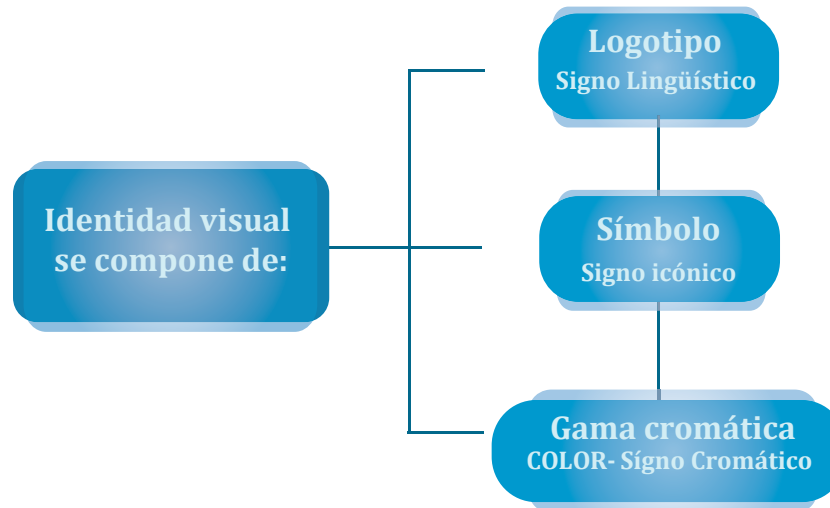 Identidad visual
se compone de:
Logotipo
Signo Lingüístico
Símbolo
Signo icónico
Gama cromática
COLOR- Sígno Cromático